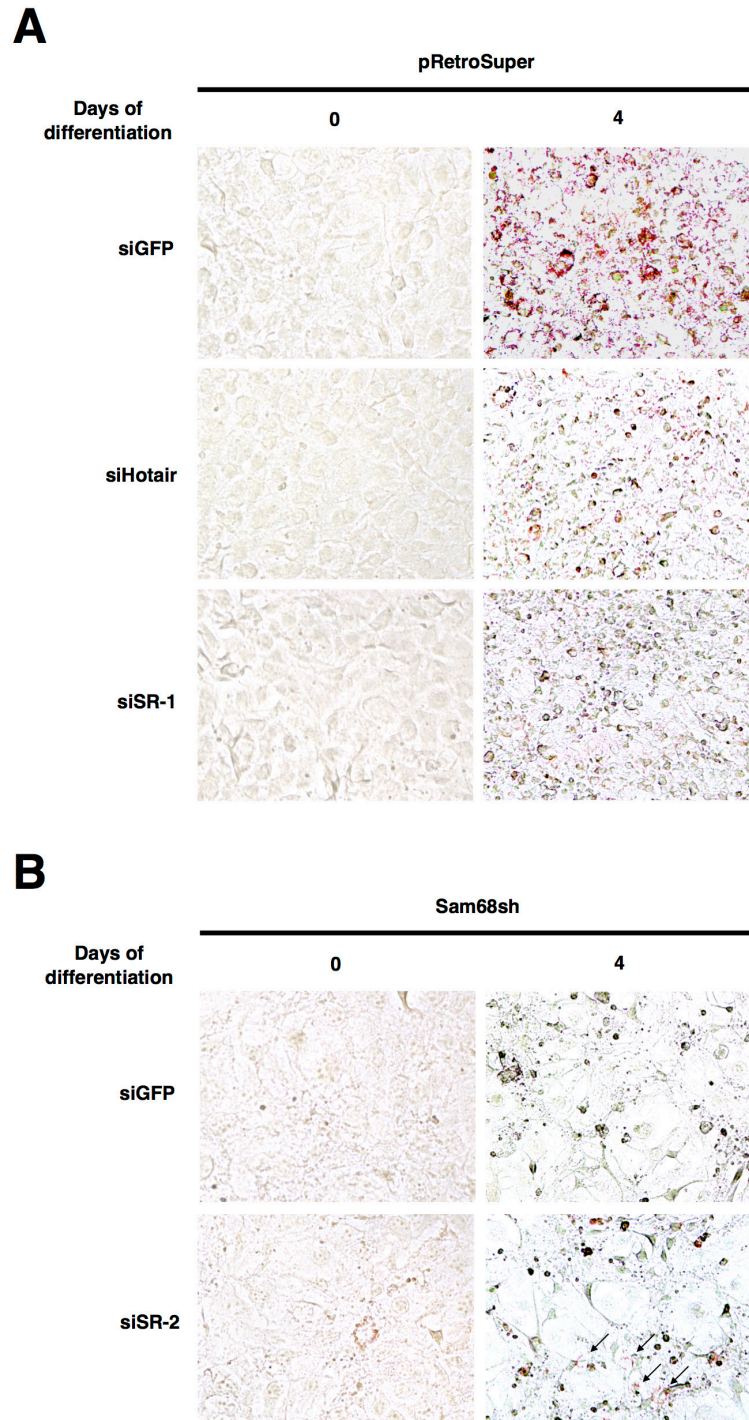 A
pRetroSuper
Days of
differentiation
0
4
siGFP
siHotair
siSR-1
B
Sam68sh
Days of
differentiation
0
4
siGFP
siSR-2